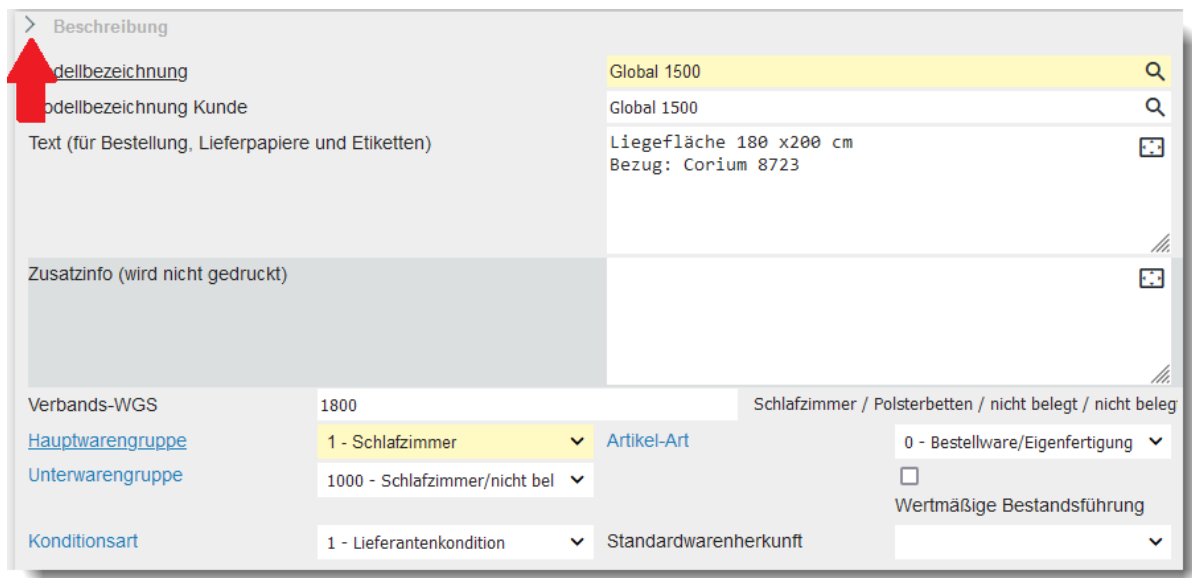 Beschreibung
dellbezeichnung
Global 1500
odellbezeichnung Kunde
Global 1500
Text (für Bestellung, Lieferpapiere und Etiketten)
Liegefläche 180 x200 cm
Bezug: Corium 8723
Zusatzinfo (wird nicht gedruckt)
Verbands-WGS
1800
Schlafzimmer / Polsterbetten / nicht belegt / nicht beleg
Hauptwarengruppe
1 - Schlafzimmer
Artikel-Art
0 - Bestellware/Eigenfertigung
Unterwarengruppe
1000 - Schlafzimmer/nicht bel
Wertmäßige Bestandsführung
Konditionsart
1 - Lieferantenkondition
Standardwarenherkunft